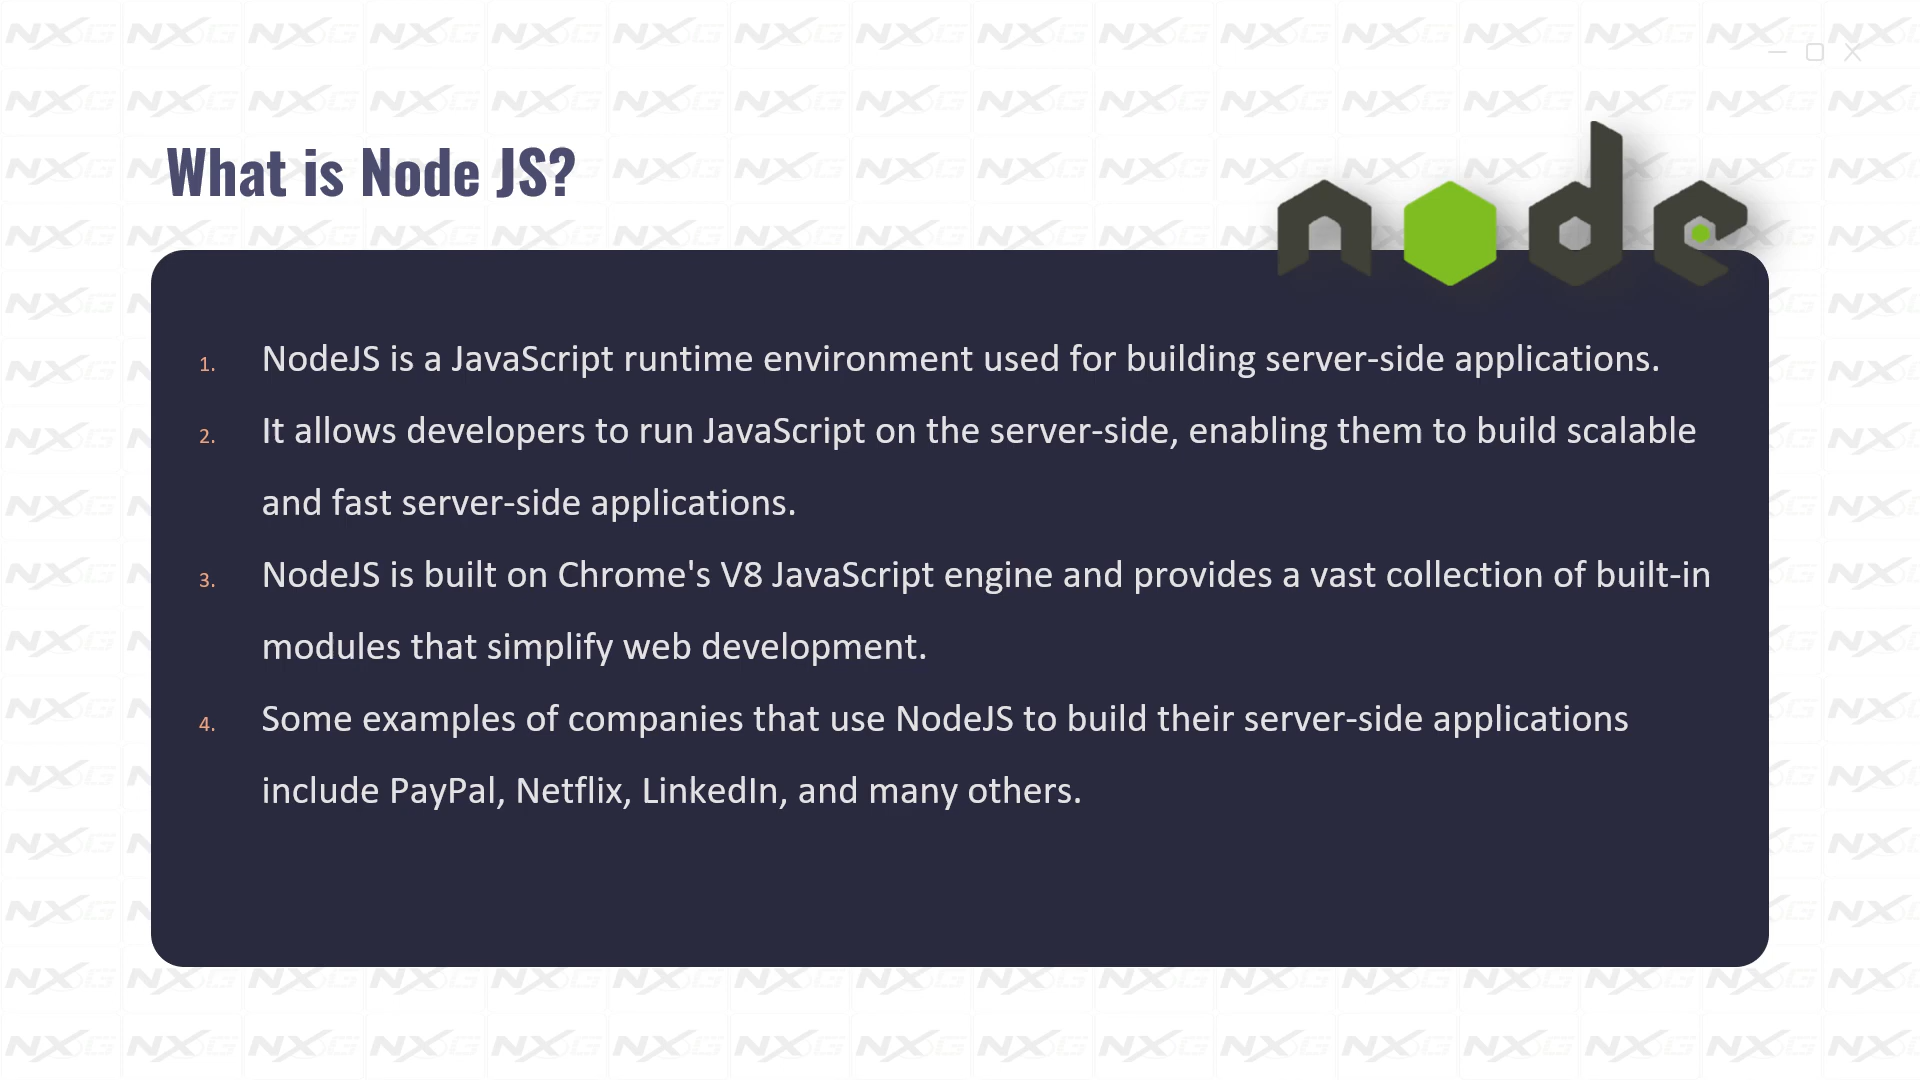 What is Node JS?
node
1. NodeJS is a JavaScript runtime environment used for building server-side applications.
2. It allows developers to run JavaScript on the server-side, enabling them to build scalable
and fast server-side applications.
3. NodeJS is built on Chrome's V8 JavaScript engine and provides a vast collection of built-in
modules that simplify web development.
4. Some examples of companies that use NodeJS to build their server-side applications
include PayPal, Netflix, LinkedIn, and many others.